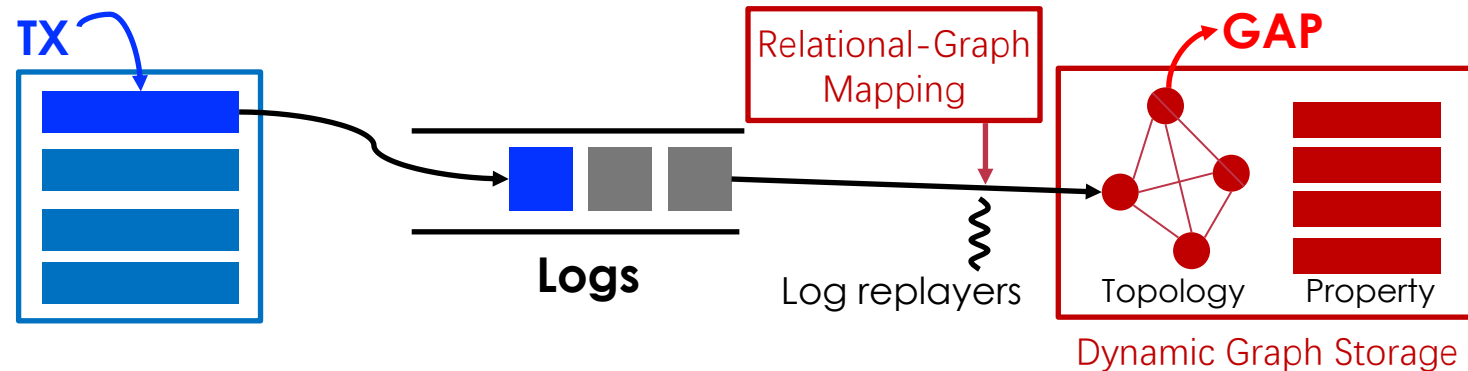 TX
GAP
Relational-Graph
Mapping
Logs
Log replayers
Topology
Property
Dynamic Graph Storage